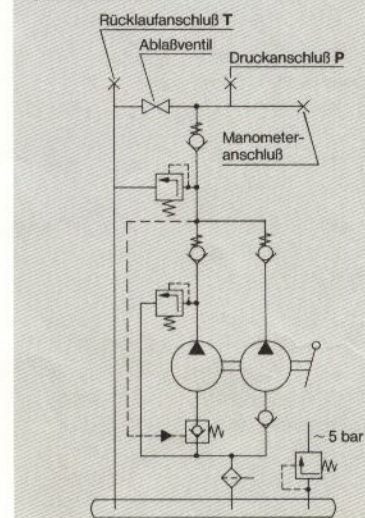 Rücklaufanschluß T
Ablaßventil
Druckanschluß P
Manometer-
anschluß
~ 5 bar